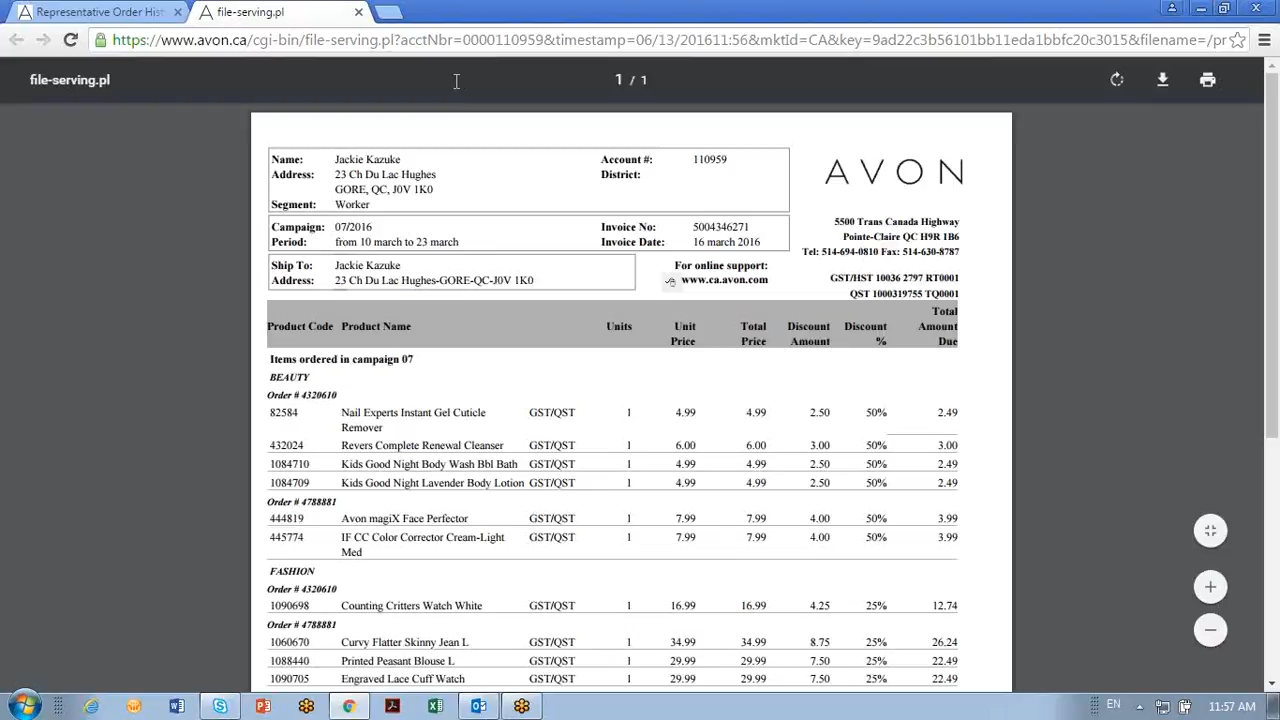 Representative Order Hist
file-serving.pl
https://www.avon.ca/cgi-bin/file-serving.pl?acctNbr=0000110959&timestamp=06/13/201611:56&mktId=CA&key=9ad22c3b56101bb11eda1bbfc20c3015&filename=/pr
file-serving.pl
1 / 1
Name: Jackie Kazuke Account #: 110959
Address: 23 Ch Du Lac Hughes District:
GORE, QC, J0V 1K0
Segment: Worker
AVON
Campaign: 07/2016 Invoice No: 5004346271
Period: from 10 march to 23 march Invoice Date: 16 march 2016
5500 Trans Canada Highway
Pointe-Claire QC H9R 1B6
Tel: 514-694-0810 Fax: 514-630-8787
Ship To: Jackie Kazuke
Address: 23 Ch Du Lac Hughes-GORE-QC-J0V 1K0
For online support:
www.ca.avon.com
GST/HST 10036 2797 RT0001
QST 1000319755 TQ0001
Product Code Product Name Units Unit Price Total Price Discount Amount Discount % Total Amount Due
Items ordered in campaign 07
BEAUTY
Order # 4320610
82584 Nail Experts Instant Gel Cuticle GST/QST 1 4.99 4.99 2.50 50% 2.49
Remover
432024 Revers Complete Renewal Cleanser GST/QST 1 6.00 6.00 3.00 50% 3.00
1084710 Kids Good Night Body Wash Bbl Bath GST/QST 1 4.99 4.99 2.50 50% 2.49
1084709 Kids Good Night Lavender Body Lotion GST/QST 1 4.99 4.99 2.50 50% 2.49
Order # 4788881
444819 Avon magiX Face Perfector GST/QST 1 7.99 7.99 4.00 50% 3.99
445774 IF CC Color Corrector Cream-Light GST/QST 1 7.99 7.99 4.00 50% 3.99
Med
FASHION
Order # 4320610
1090698 Counting Critters Watch White GST/QST 1 16.99 16.99 4.25 25% 12.74
Order # 4788881
1060670 Curvy Flatter Skinny Jean L GST/QST 1 34.99 34.99 8.75 25% 26.24
1088440 Printed Peasant Blouse L GST/QST 1 29.99 29.99 7.50 25% 22.49
1090705 Engraved Lace Cuff Watch GST/QST 1 29.99 29.99 7.50 25% 22.49
EN
11:57 AM